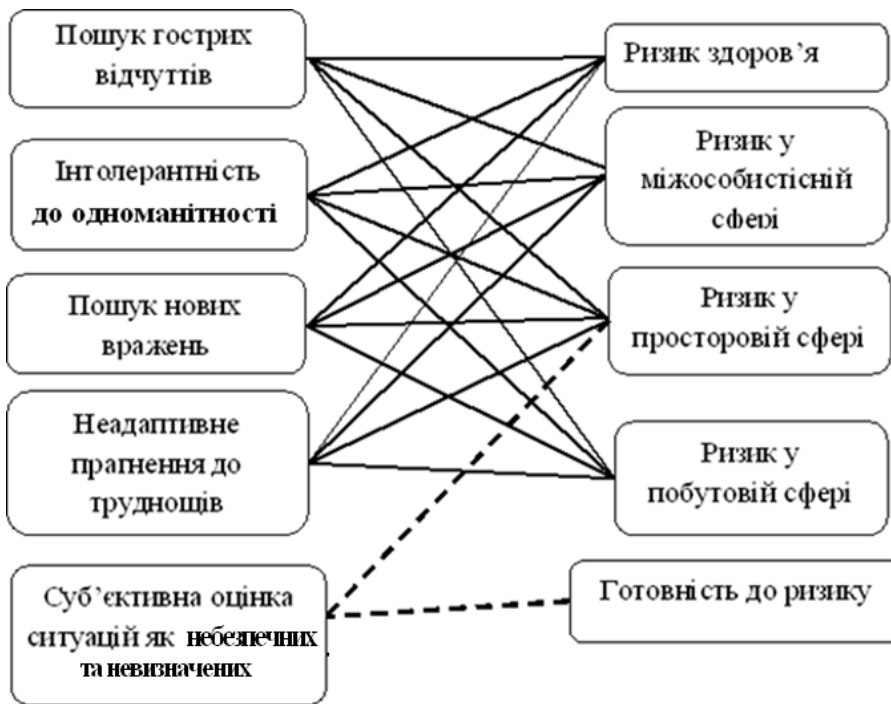 Пошук гострих
відчуттів
Інтолерантність
до одноманітності
Пошук нових
вражень
Неадаптивне
прагнення до
труднощів
Суб’єктивна оцінка
ситуацій як небезпечних
та невизначених
Ризик здоров’я
Ризик у
міжособистісній
сфері
Ризик у
просторовій сфері
Ризик у
побутовій сфері
Готовність до ризику